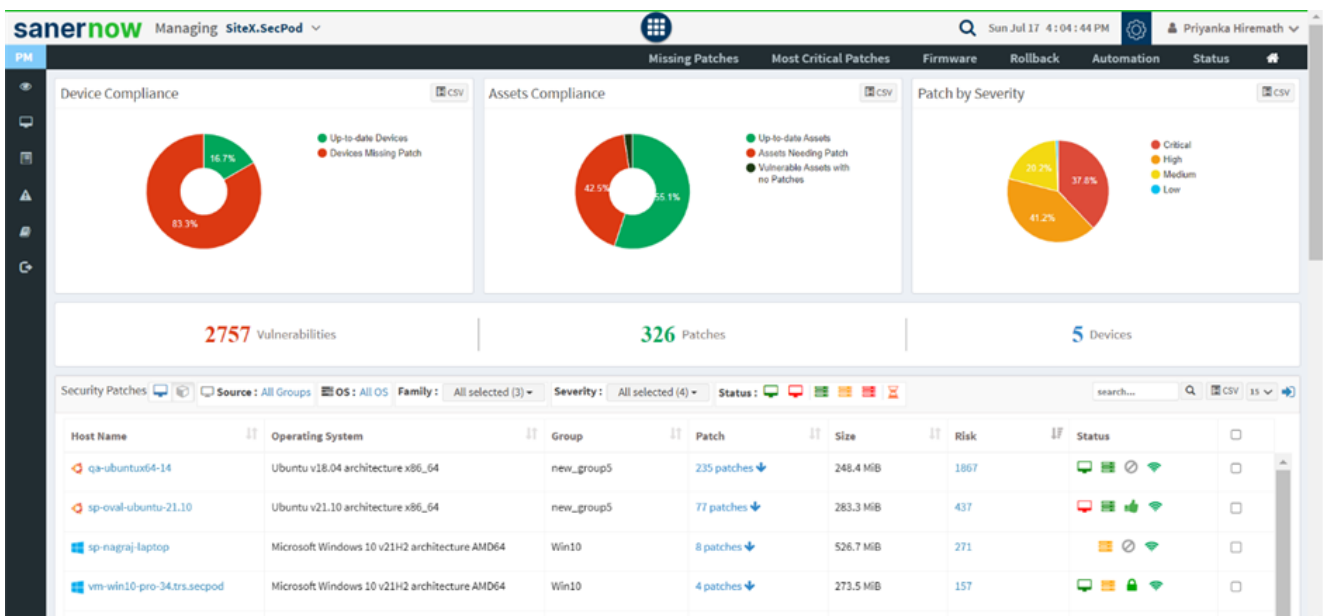 sanernow Managing SiteX.SecPod Sun Jul 17 4:04:44 PM Priyanka Hiremath
PM Missing Patches Most Critical Patches Firmware Rollback Automation Status
Device Compliance CSV Assets Compliance CSV Patch by Severity CSV
Up-to-date Devices
Devices Missing Patch
16.7%
83.3%
Up-to-date Assets
Assets Needing Patch
Vulnerable Assets with
no Patches
42.5%
55.1%
Critical
High
Medium
Low
20.2%
37.8%
41.2%
2757 Vulnerabilities 326 Patches 5 Devices
Security Patches Source : All Groups OS : All OS Family : All selected (3) Severity : All selected (4) Status : search... CSV 15
Host Name Operating System Group Patch Size Risk Status
qa-ubuntux64-14 Ubuntu v18.04 architecture x86_64 new_group5 235 patches 248.4 MiB 1867
sp-oval-ubuntu-21.10 Ubuntu v21.10 architecture x86_64 new_group5 77 patches 283.3 MiB 437
sp-nagraj-laptop Microsoft Windows 10 v21H2 architecture AMD64 Win10 8 patches 526.7 MiB 271
vm-win10-pro-34.trs.secpod Microsoft Windows 10 v21H2 architecture AMD64 Win10 4 patches 273.5 MiB 157